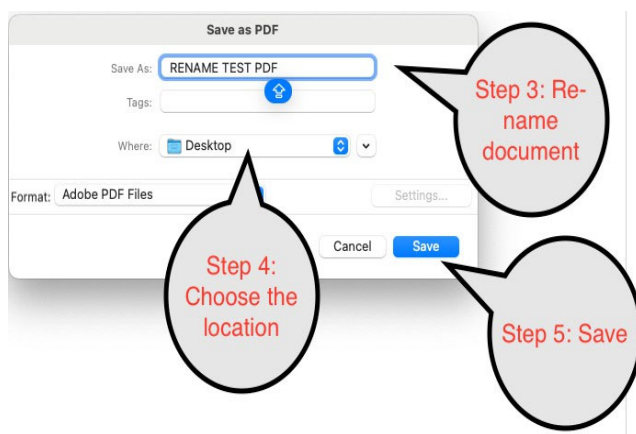 Save as PDF
Save As: RENAME TEST PDF
Tags:
Where: Desktop
Format: Adobe PDF Files
Settings...
Cancel Save
Step 3: Re-
name
document
Step 4:
Choose the
location
Step 5: Save